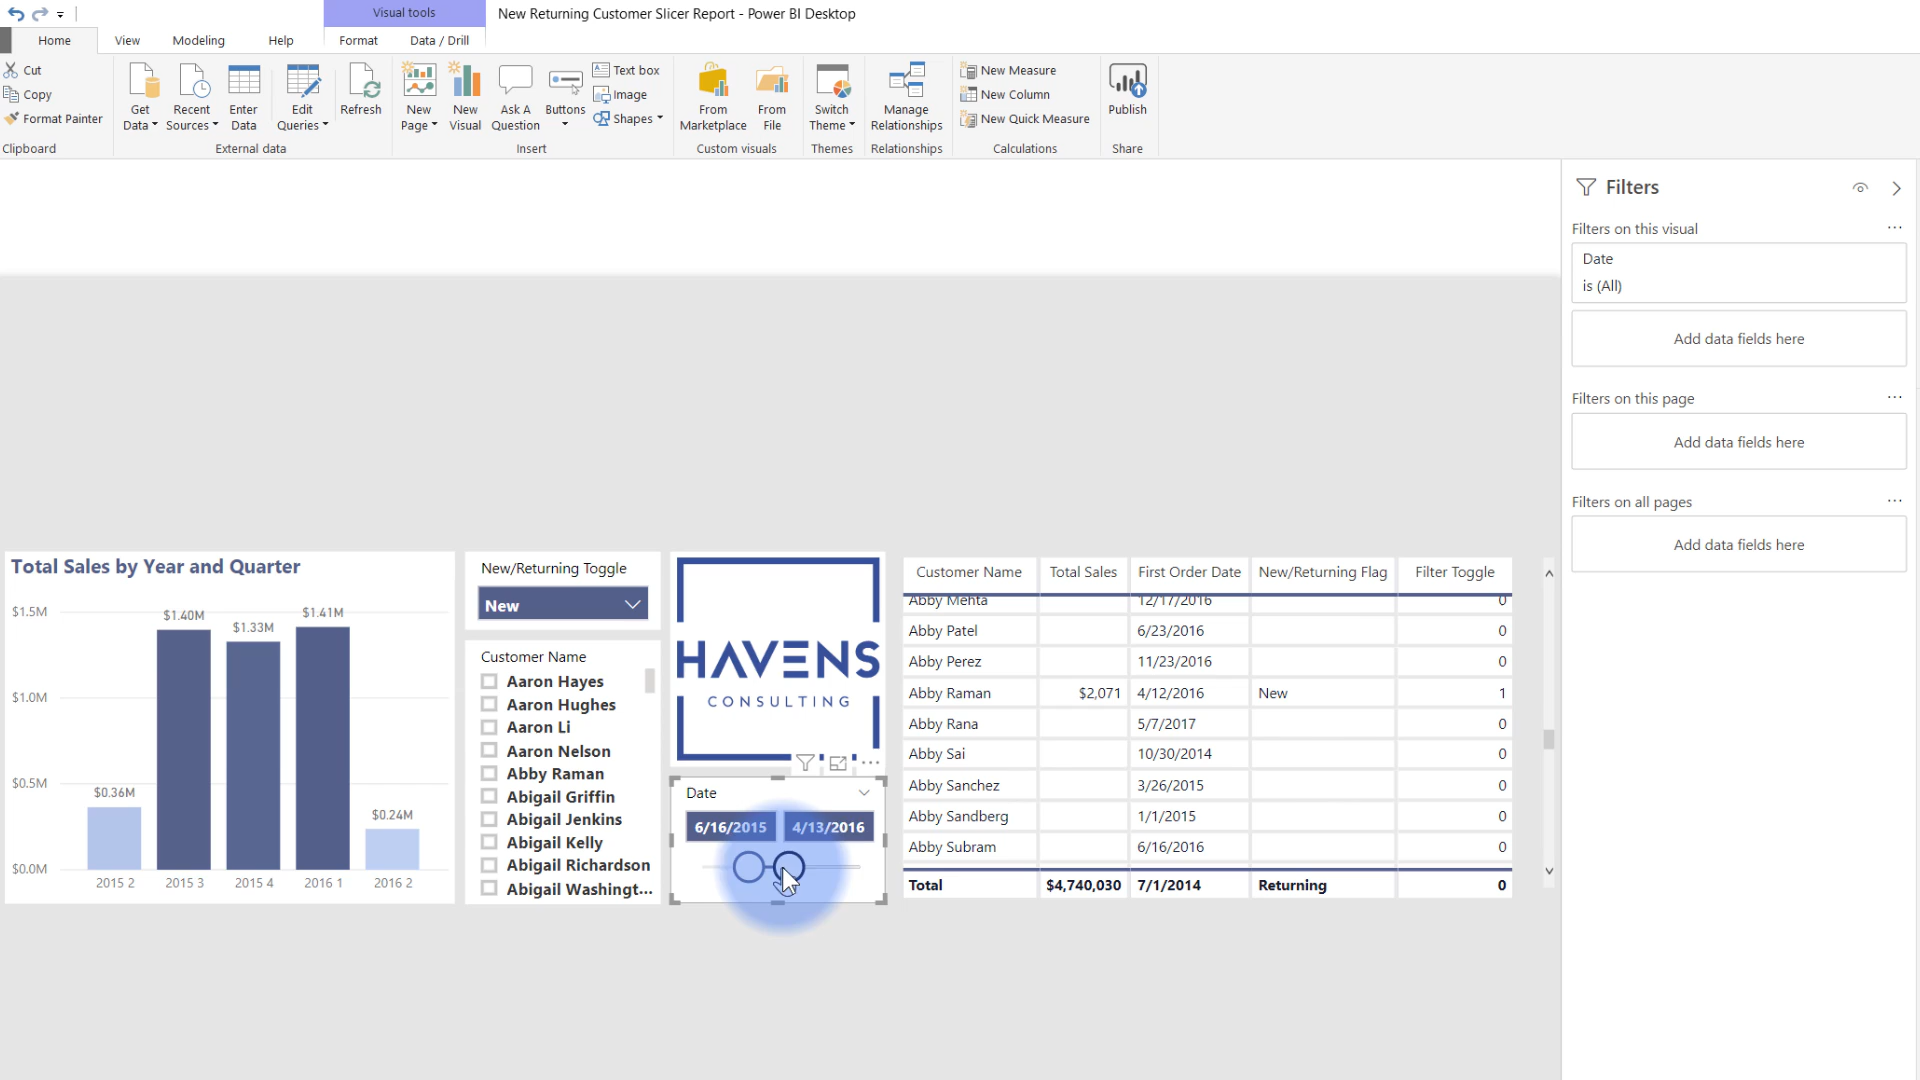 Visual tools
New Returning Customer Slicer Report - Power BI Desktop
Home
View
Modeling
Help
Format
Data / Drill
Cut
Copy
Format Painter
Clipboard
Get
Data
Recent
Sources
Enter
Data
Edit
Queries
Refresh
External data
New
Page
New
Visual
Ask A
Question
Buttons
Text box
Image
Shapes
Insert
From
Marketplace
From
File
Custom visuals
Switch
Theme
Themes
Manage
Relationships
Relationships
New Measure
New Column
New Quick Measure
Calculations
Publish
Share
Filters
Filters on this visual
...
Date
is (All)
Add data fields here
Filters on this page
...
Add data fields here
Filters on all pages
...
Add data fields here
Total Sales by Year and Quarter
$1.5M
$1.0M
$0.5M
$0.0M
$0.36M
$1.40M
$1.33M
$1.41M
$0.24M
2015 2
2015 3
2015 4
2016 1
2016 2
New/Returning Toggle
New
Customer Name
Aaron Hayes
Aaron Hughes
Aaron Li
Aaron Nelson
Abby Raman
Abigail Griffin
Abigail Jenkins
Abigail Kelly
Abigail Richardson
Abigail Washingt...
HAVENS
CONSULTING
...
Date
6/16/2015 4/13/2016
Customer Name Total Sales First Order Date New/Returning Flag Filter Toggle
Abby Mehta 12/17/2016 0
Abby Patel 6/23/2016 0
Abby Perez 11/23/2016 0
Abby Raman $2,071 4/12/2016 New 1
Abby Rana 5/7/2017 0
Abby Sai 10/30/2014 0
Abby Sanchez 3/26/2015 0
Abby Sandberg 1/1/2015 0
Abby Subram 6/16/2016 0
Total $4,740,030 7/1/2014 Returning 0